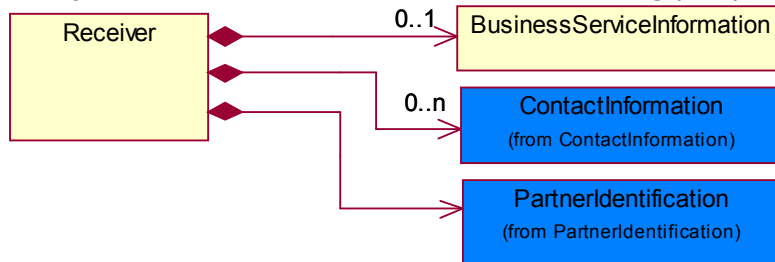 Receiver
0..1
BusinessServiceInformation
0..n
ContactInformation
(from ContactInformation)
PartnerIdentification
(from PartnerIdentification)